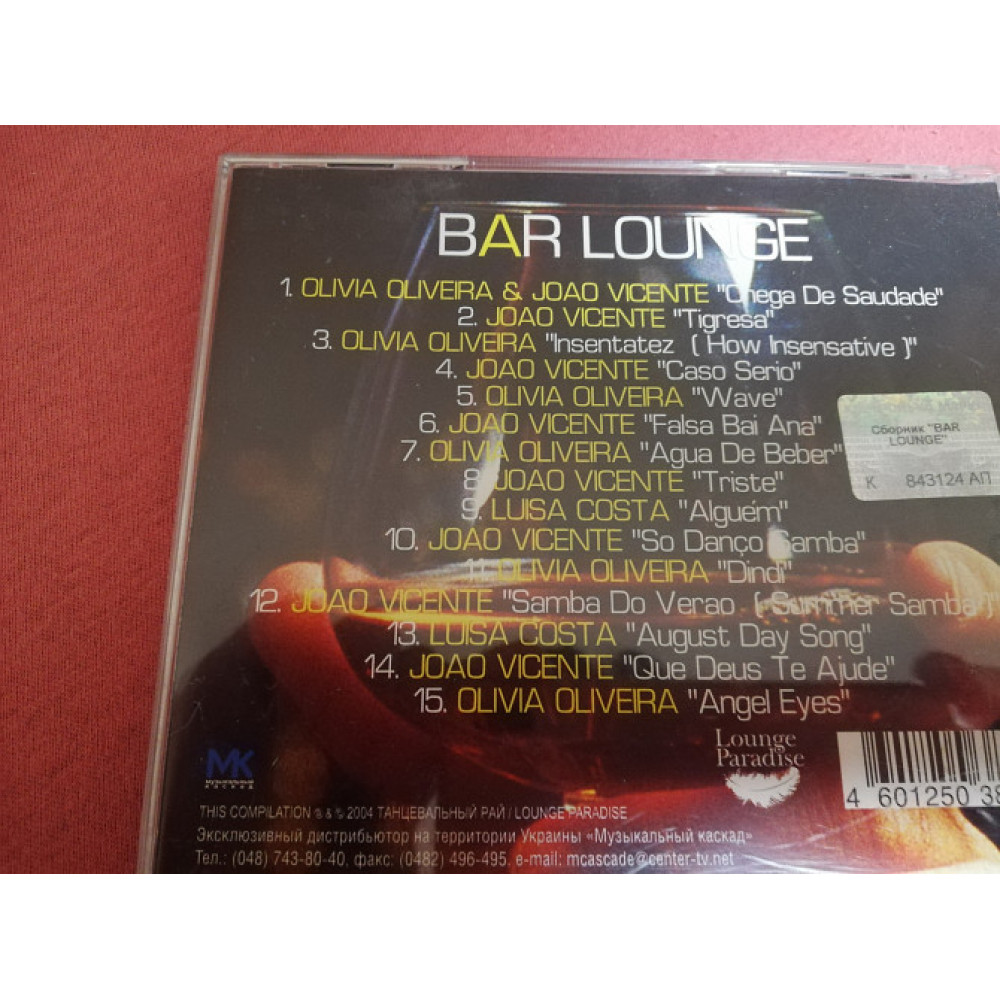 BAR LOUNGE
1. OLIVIA OLIVEIRA & JOAO VICENTE "Chega De Saudade"
2. JOAO VICENTE "Tigresa"
3. OLIVIA OLIVEIRA "Insentatez ( How Insensative )"
4. JOAO VICENTE "Caso Serio"
5. OLIVIA OLIVEIRA "Wave"
6. JOAO VICENTE "Falsa Bai Ana"
7. OLIVIA OLIVEIRA "Agua De Beber"
8. JOAO VICENTE "Triste"
9. LUISA COSTA "Alguém"
10. JOAO VICENTE "So Danço Samba"
11. OLIVIA OLIVEIRA "Dindi"
12. JOAO VICENTE "Samba Do Verao ( Summer Samba )"
13. LUISA COSTA "August Day Song"
14. JOAO VICENTE "Que Deus Te Ajude"
15. OLIVIA OLIVEIRA "Angel Eyes"
Сборник "BAR
LOUNGE"
К 843124 АП
МК
музыкальный
каскад
Lounge
Paradise
4 601250 38
THIS COMPILATION ℗ & © 2004 ТАНЦЕВАЛЬНЫЙ РАЙ / LOUNGE PARADISE
Эксклюзивный дистрибьютор на территории Украины «Музыкальный каскад»
Тел.: (048) 743-80-40, факс: (0482) 496-495. e-mail: mcascade@center-tv.net